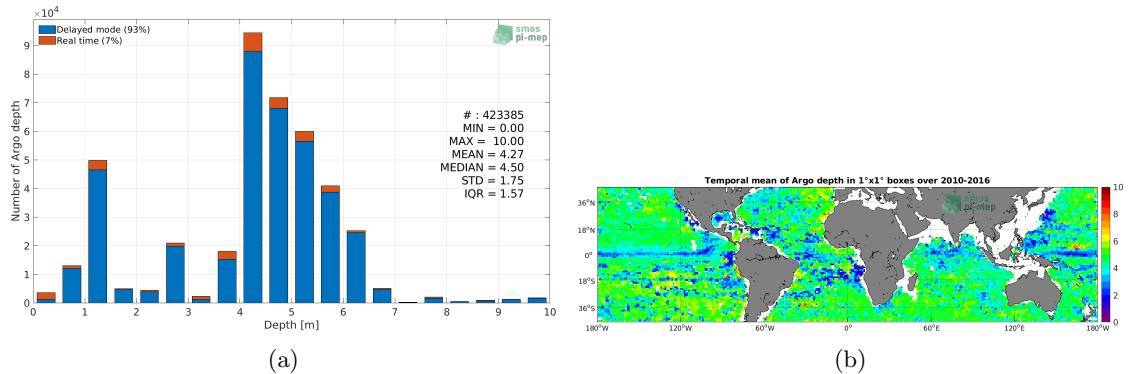 ×10⁴
Delayed mode (93%)
Real time (7%)
smos
pi-mep
9
8
7
6
5
4
3
2
1
0
Number of Argo depth
# : 423385
MIN = 0.00
MAX = 10.00
MEAN = 4.27
MEDIAN = 4.50
STD = 1.75
IQR = 1.57
0 1 2 3 4 5 6 7 8 9 10
Depth [m]
(a)
Temporal mean of Argo depth in 1°x1° boxes over 2010-2016
smos
pi-mep
36°N
18°N
0°
18°S
36°S
180°W 120°W 60°W 0° 60°E 120°E 180°W
10
8
6
4
2
0
(b)